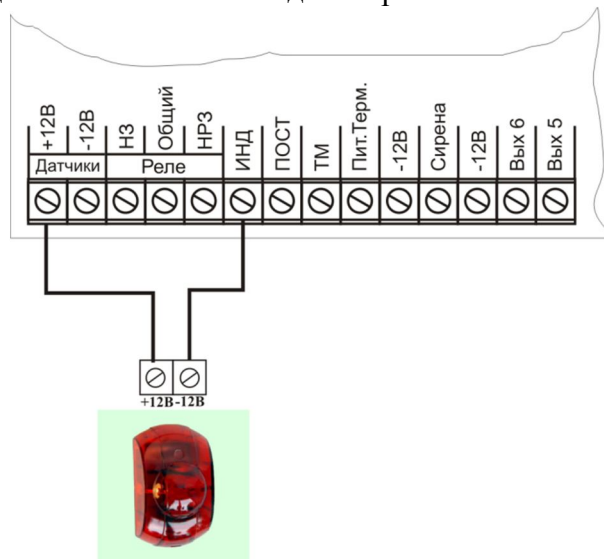 +12В -12В НЗ Общий НРЗ ИНД ПОСТ ТМ Пит.Терм. -12В Сирена -12В Вых 6 Вых 5
Датчики Реле
+12В -12В